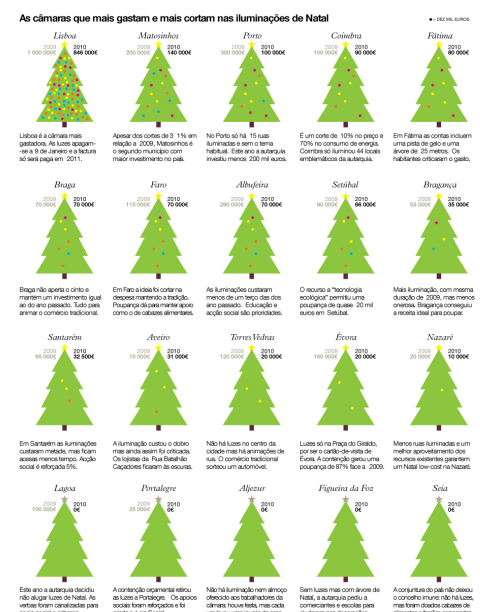 As câmaras que mais gastam e mais cortam nas iluminações de Natal
● = DEZ MIL EUROS
Lisboa
2009 2010
1 000 000€ 846 000€
Lisboa é a câmara mais
gastadora. As luzes apagam-
-se a 9 de Janeiro e a factura
só será paga em 2011.
Matosinhos
2009 2010
200 000€ 140 000€
Apesar dos cortes de 3 1% em
relação a 2009, Matosinhos é
o segundo município com
maior investimento no país.
Porto
2009 2010
300 000€ 100 000€
No Porto só há 15 ruas
iluminadas e sem o tema
habitual. Este ano a autarquia
investiu menos 200 mil euros.
Coimbra
2009 2010
100 000€ 90 000€
É um corte de 10% no preço e
70% no consumo de energia.
Coimbra só iluminou 44 locais
emblemáticos da autarquia.
Fátima
2009 2010
80 000€
Em Fátima as contas incluem
uma pista de gelo e uma
árvore de 25 metros. Os
habitantes criticaram o gasto.
Braga
2009 2010
70 000€ 70 000€
Braga não aperta o cinto e
mantém um investimento igual
ao do ano passado. Tudo para
animar o comércio tradicional.
Faro
2009 2010
115 000€ 70 000€
Em Faro a ideia foi cortar na
despesa mantendo a tradição.
Poupança dá para manter apoio
como o de cabazes alimentares.
Albufeira
2009 2010
290 000€ 70 000€
As iluminações custaram
menos de um terço das dos
ano passado. Educação e
acção social são prioridades.
Setúbal
2009 2010
66 000€
O recurso a "tecnologia
ecológica" permitiu uma
poupança de quase 20 mil
euros em Setúbal.
Bragança
2009 2010
53 000€ 35 000€
Mais iluminação, com mesma
duração de 2009, mas menos
onerosa. Bragança conseguiu
a receita ideal para poupar.
Santarém
2009 2010
65 000€ 32 500€
Em Santarém as iluminações
custaram metade, mas ficam
acesas menos tempo. Acção
social é reforçada 5%.
Aveiro
2009 2010
31 000€
A iluminação custou o dobro
mas ainda assim foi criticada.
Os lojistas da Rua Batalhão
Caçadores ficaram às escuras.
Torres Vedras
2009 2010
120 000€ 20 000€
Não há luzes no centro da
cidade mas há animações de
rua. O comércio tradicional
sorteou um automóvel.
Évora
2009 2010
160 000€ 20 000€
Luzes só na Praça do Giraldo,
por ser o cartão-de-visita de
Évora. A contenção gerou uma
poupança de 87% face a 2009.
Nazaré
2009 2010
20 000€ 10 000€
Menos ruas iluminadas e um
melhor aproveitamento dos
recursos existentes garantem
um Natal low-cost na Nazaré.
Lagoa
2009 2010
100 000€ 0€
Este ano a autarquia decidiu
não alugar luzes de Natal. As
verbas foram canalizadas para
Portalegre
2009 2010
25 000€ 0€
A contenção orçamental retirou
as luzes a Portalegre. Os apoios
sociais foram reforçados e foi
Aljezur
2010
0€
Não há iluminação nem almoço
oferecido aos trabalhadores da
câmara: houve festa, mas cada
Figueira da Foz
2010
0€
Sem luzes mas com árvore de
Natal, a autarquia pediu a
comerciantes e escolas para
Seia
2010
0€
A conjuntura do país não deixou
o concelho imune: não há luzes,
mas foram doados cabazes de